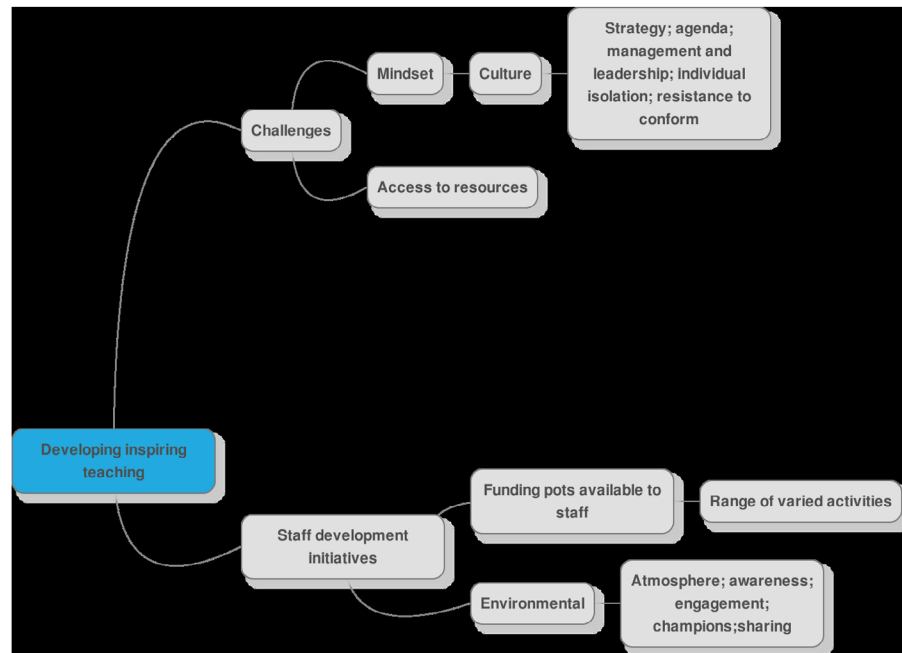 Strategy; agenda;
management and
leadership; individual
isolation; resistance to
conform
Mindset
Culture
Challenges
Access to resources
Developing inspiring
teaching
Funding pots available to
staff
Range of varied activities
Staff development
initiatives
Environmental
Atmosphere; awareness;
engagement;
champions;sharing